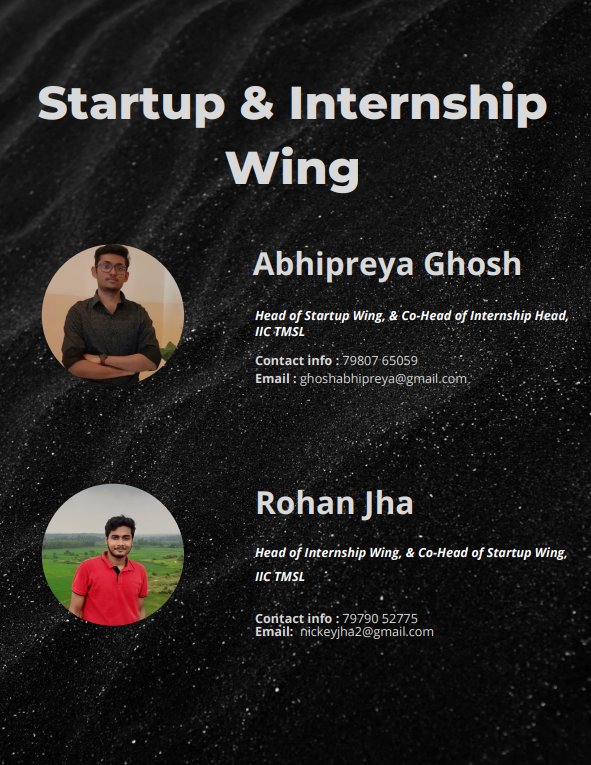 Startup & Internship
Wing
Abhipreya Ghosh
Head of Startup Wing, & Co-Head of Internship Head,
IIC TMSL
Contact info : 79807 65059
Email : ghoshabhipreya@gmail.com
Rohan Jha
Head of Internship Wing, & Co-Head of Startup Wing,
IIC TMSL
Contact info : 79790 52775
Email: nickeyjha2@gmail.com